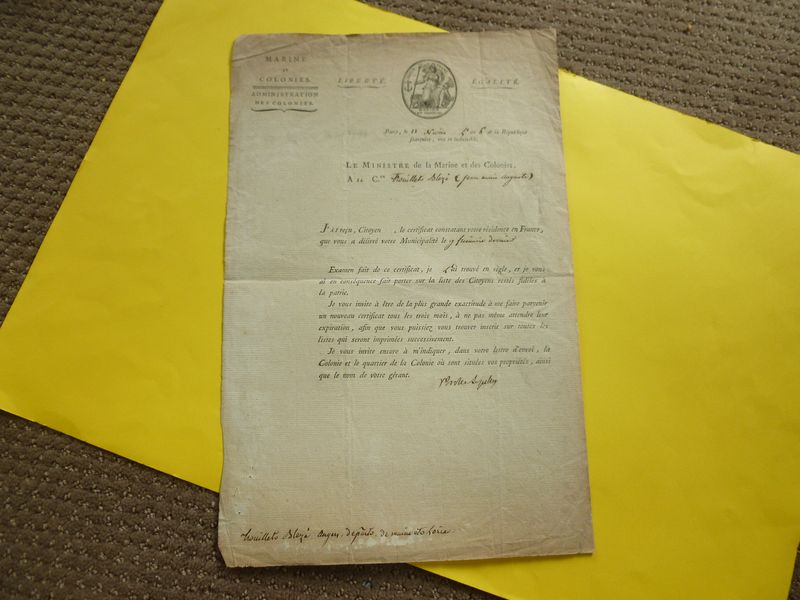 MARINE
ET
COLONIES.
ADMINISTRATION
DES COLONIES.
LIBERTÉ.
ÉGALITÉ.
Paris, le 11 an 6 de la République
française, une et indivisible.
LE MINISTRE de la Marine et des Colonies,
A LE C.en
J'AI reçu, Citoyen , le certificat constatant votre résidence en France,
que vous a délivré votre Municipalité le 9 dernier
Examen fait de ce certificat, je l'ai trouvé en règle, et je vous
ai en conséquence fait porter sur la liste des Citoyens restés fidèles à
la patrie.
Je vous invite à être de la plus grande exactitude à me faire parvenir
un nouveau certificat tous les trois mois, à ne pas même attendre leur
expiration, afin que vous puissiez vous trouver inscrit sur toutes les
listes qui seront imprimées successivement.
Je vous invite encore à m'indiquer, dans votre lettre d'envoi, la
Colonie et le quartier de la Colonie où sont situées vos propriétés, ainsi
que le nom de votre gérant.
Blozé Angers